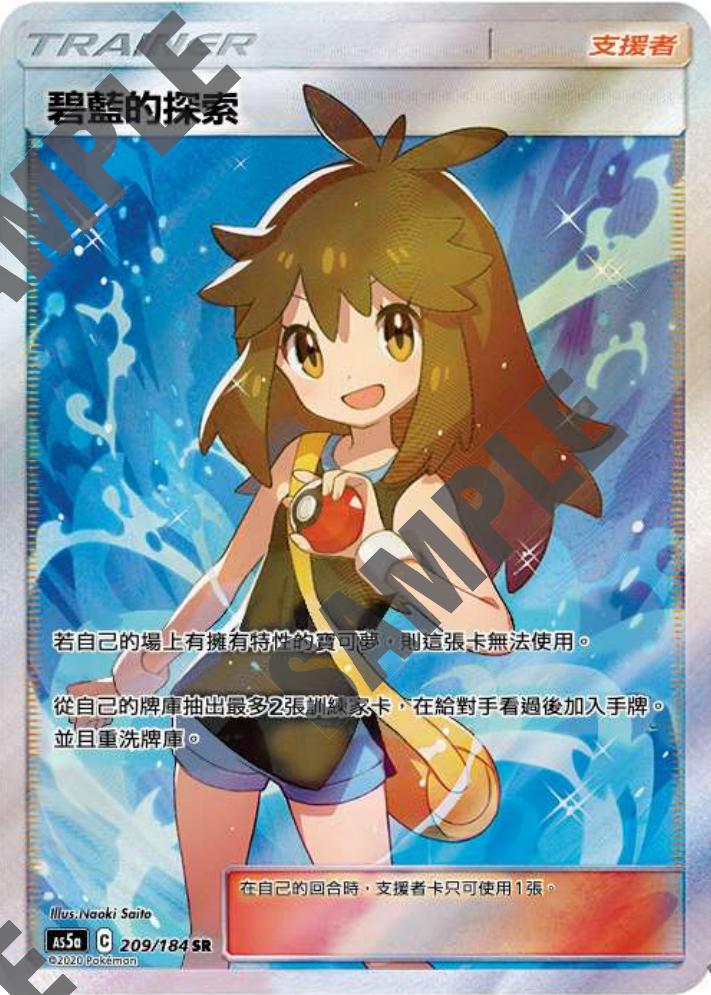 TRAINER
支援者
碧藍的探索
SAMPLE
SAMPLE
若自己的場上有擁有特性的寶可夢，則這張卡無法使用。
從自己的牌庫抽出最多2張訓練家卡，在給對手看過後加入手牌。
並且重洗牌庫。
在自己的回合時，支援者卡只可使用1張。
Illus.Naoki Saito
AS5a C 209/184 SR
©2020 Pokémon